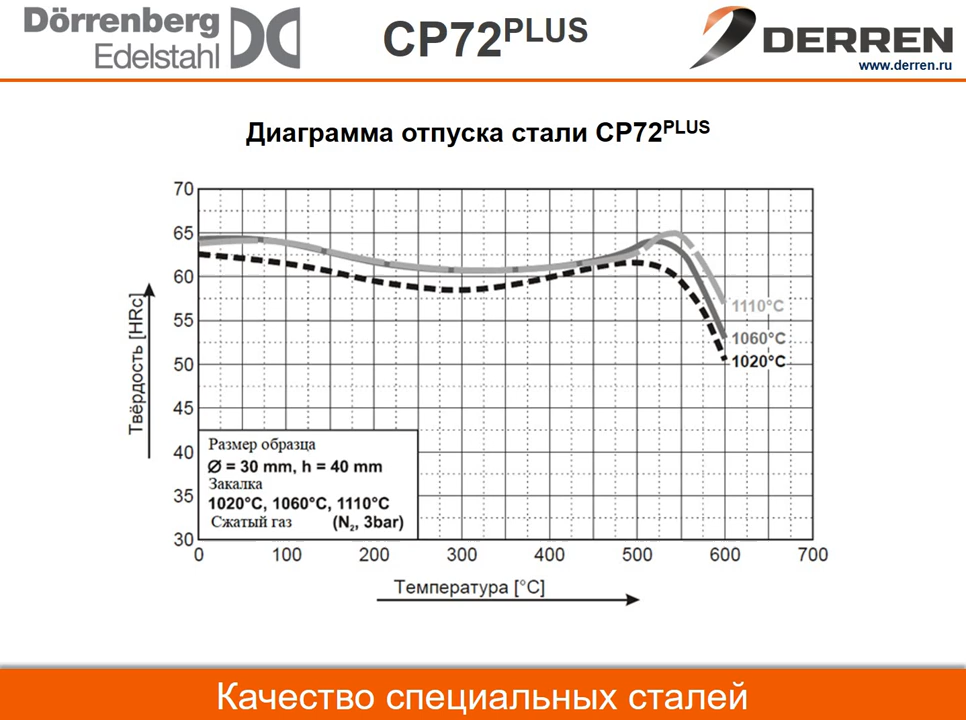 Dörrenberg
Edelstahl
CP72PLUS
DERREN
www.derren.ru
Диаграмма отпуска стали CP72PLUS
Твёрдость [HRc]
70
65
60
55
50
45
40
35
30
1110°C
1060°C
1020°C
Размер образца
Ø = 30 mm, h = 40 mm
Закалка
1020°C, 1060°C, 1110°C
Сжатый газ (N2, 3bar)
0 100 200 300 400 500 600 700
Температура [°C]
Качество специальных сталей